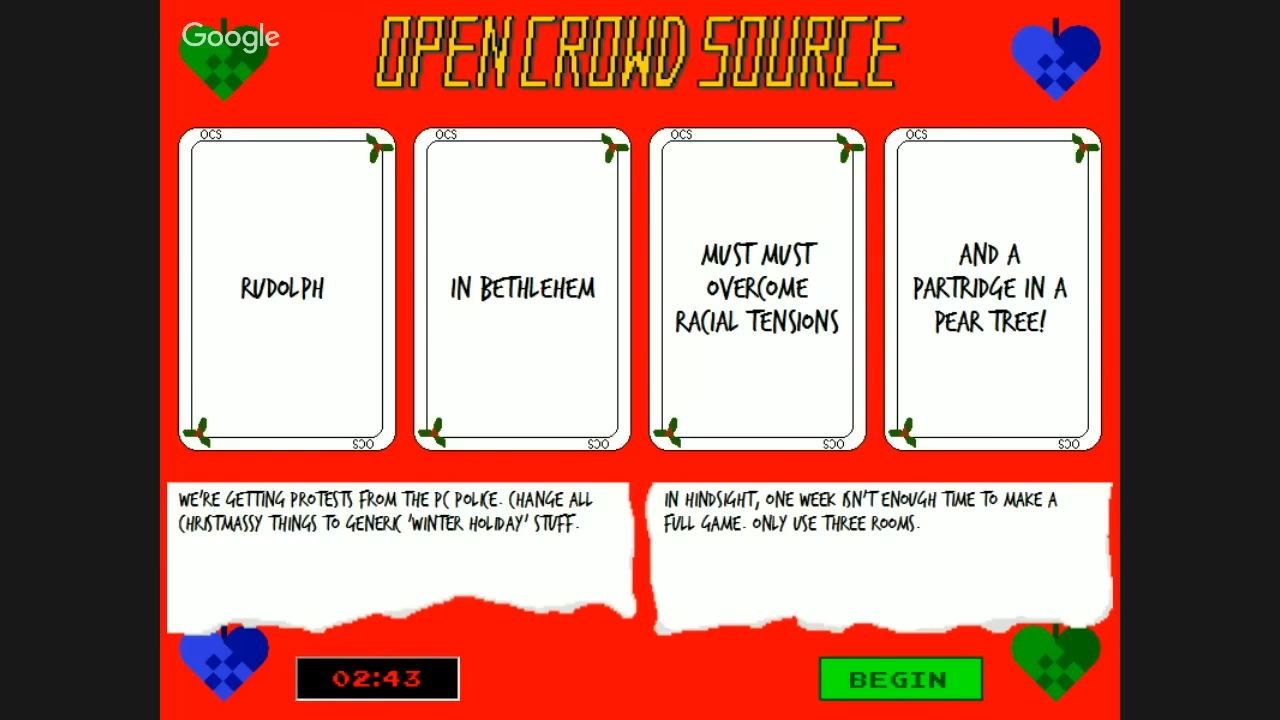 Google
OPEN CROWD SOURCE
OCS
OCS
OCS
OCS
RUDOLPH
IN BETHLEHEM
MUST MUST
OVERCOME
RACIAL TENSIONS
AND A
PARTRIDGE IN A
PEAR TREE!
OCS
OCS
OCS
OCS
WE'RE GETTING PROTESTS FROM THE PC POLICE. CHANGE ALL
CHRISTMASSY THINGS TO GENERIC 'WINTER HOLIDAY' STUFF.
IN HINDSIGHT, ONE WEEK ISN'T ENOUGH TIME TO MAKE A
FULL GAME. ONLY USE THREE ROOMS.
02:43
BEGIN